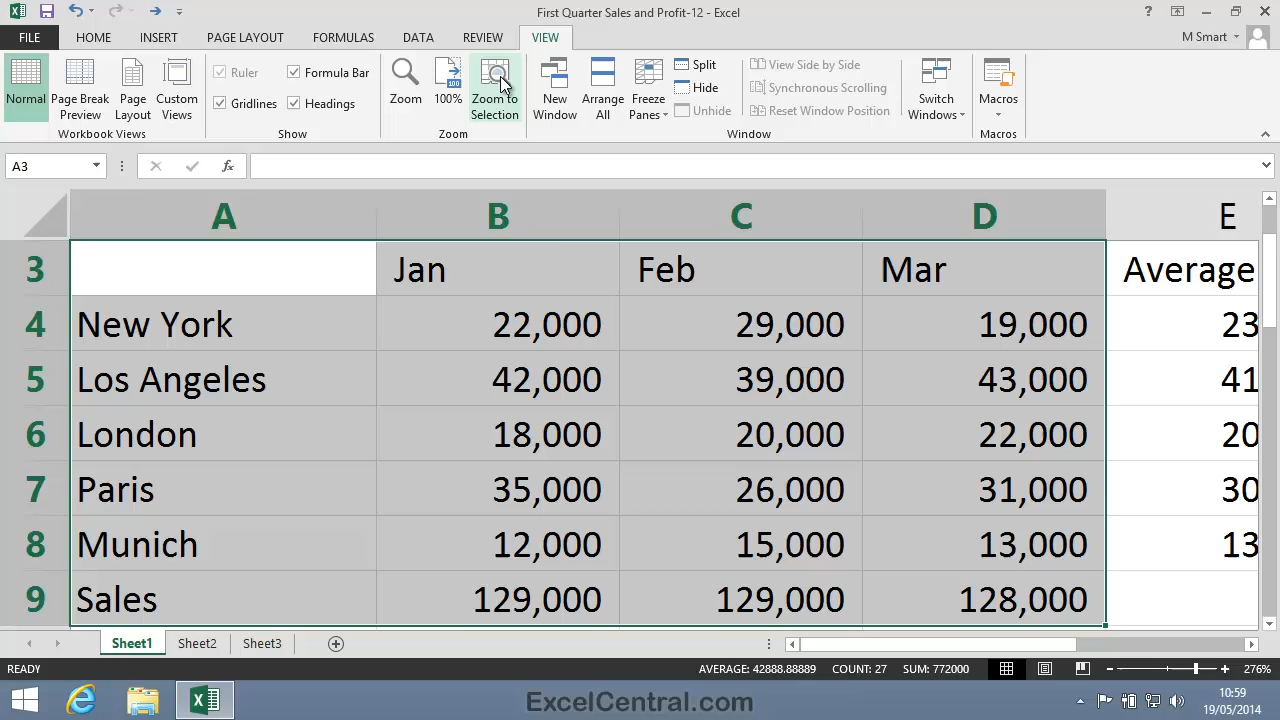 First Quarter Sales and Profit-12 - Excel
FILE HOME INSERT PAGE LAYOUT FORMULAS DATA REVIEW VIEW M Smart
Normal Page Break Preview Page Layout Custom Views
Workbook Views
Ruler Formula Bar
Gridlines Headings
Show
Zoom 100% Zoom to Selection
100
Zoom
New Window Arrange All Freeze Panes
Split
Hide
Unhide
View Side by Side
Synchronous Scrolling
Reset Window Position
Window
Switch Windows
Macros
Macros
A3 fx
A B C D E
3 Jan Feb Mar Average
4 New York 22,000 29,000 19,000 23
5 Los Angeles 42,000 39,000 43,000 41
6 London 18,000 20,000 22,000 20
7 Paris 35,000 26,000 31,000 30
8 Munich 12,000 15,000 13,000 13
9 Sales 129,000 129,000 128,000
Sheet1 Sheet2 Sheet3
READY AVERAGE: 42888.88889 COUNT: 27 SUM: 772000 276%
ExcelCentral.com
10:59
19/05/2014